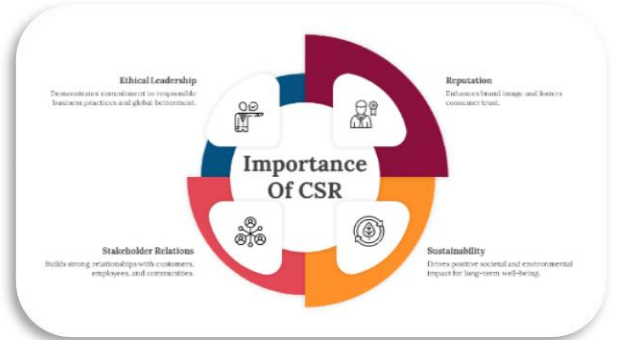 Ethical Leadership
Demonstrates commitment to responsible
business practices and global betterment.
Reputation
Enhances brand image and fosters
consumer trust.
Importance
Of CSR
Stakeholder Relations
Builds strong relationships with customers,
employees, and communities.
Sustainability
Drives positive societal and environmental
impact for long-term well-being.